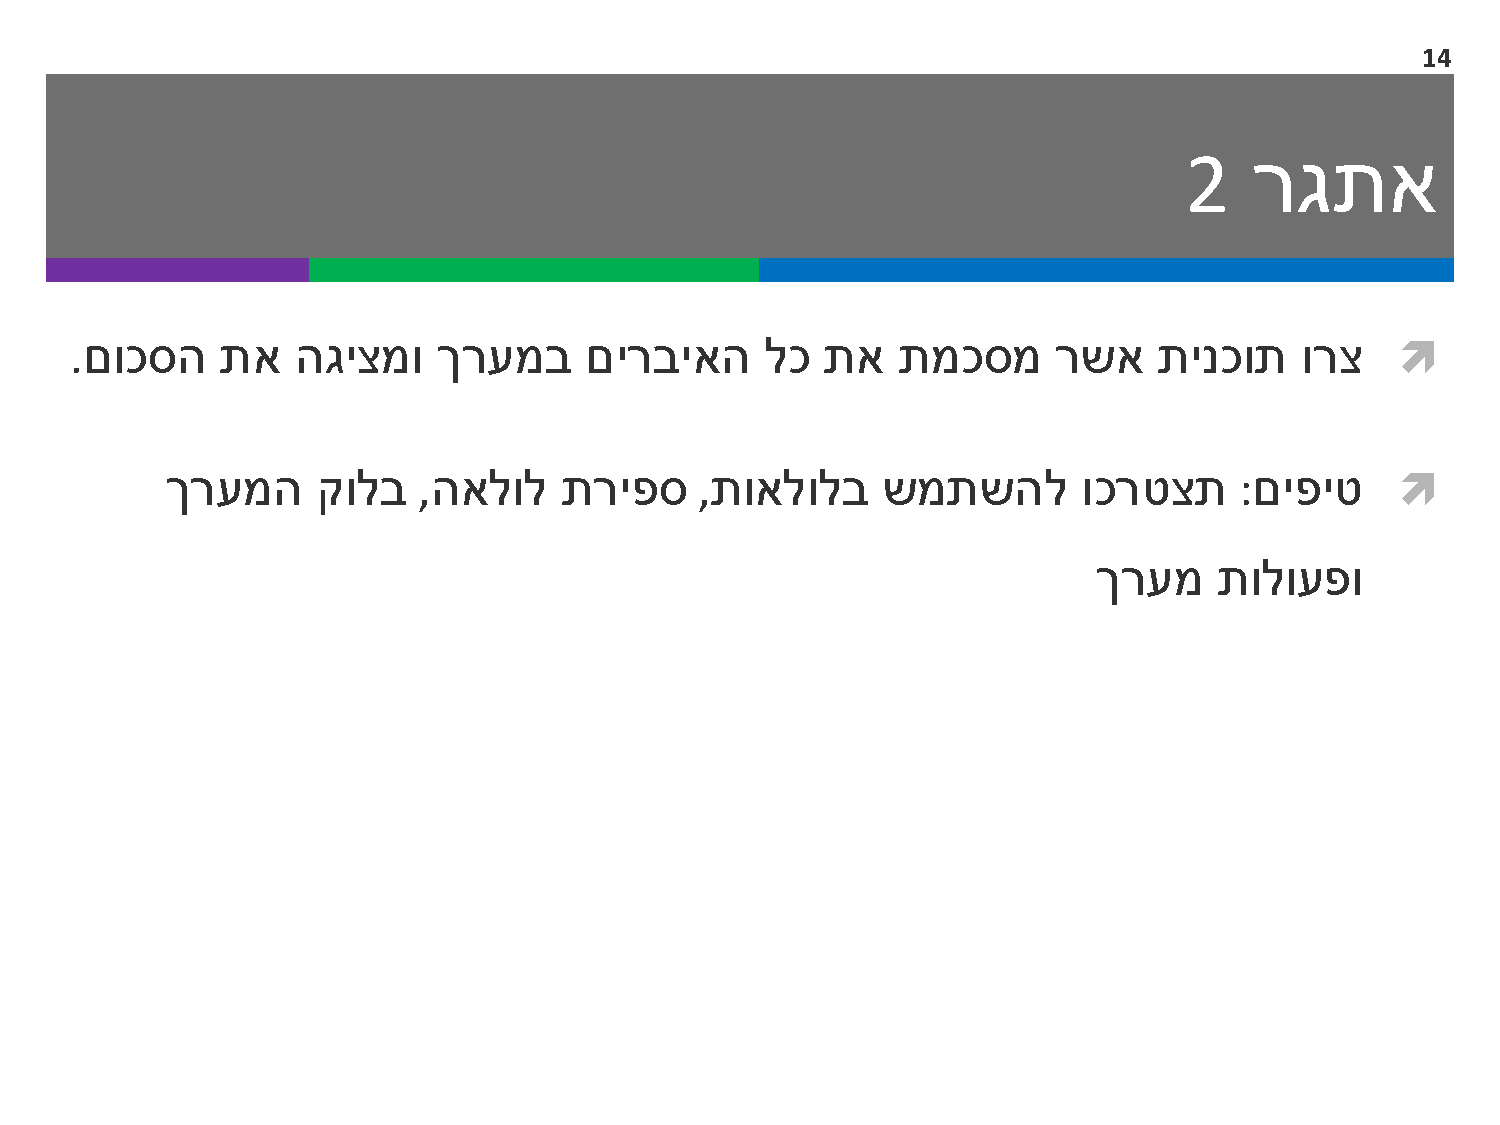 14
אתגר 2
צרו תוכנית אשר מסכמת את כל האיברים במערך ומציגה את הסכום.
טיפים: תצטרכו להשתמש בלולאות, ספירת לולאה, בלוק המערך
ופעולות מערך